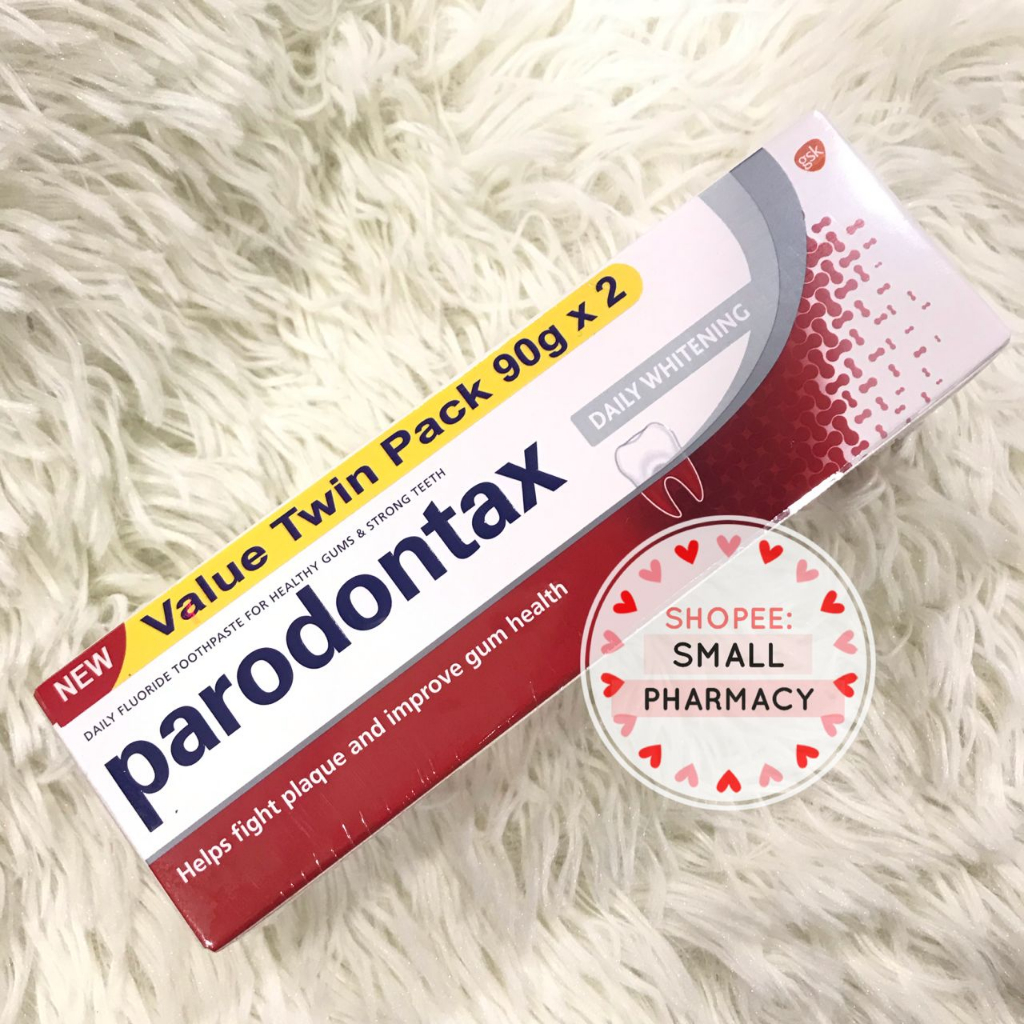 gsk
NEW
Value Twin Pack 90g x 2
DAILY WHITENING
DAILY FLUORIDE TOOTHPASTE FOR HEALTHY GUMS & STRONG TEETH
parodontax
Helps fight plaque and improve gum health
SHOPEE:
SMALL
PHARMACY